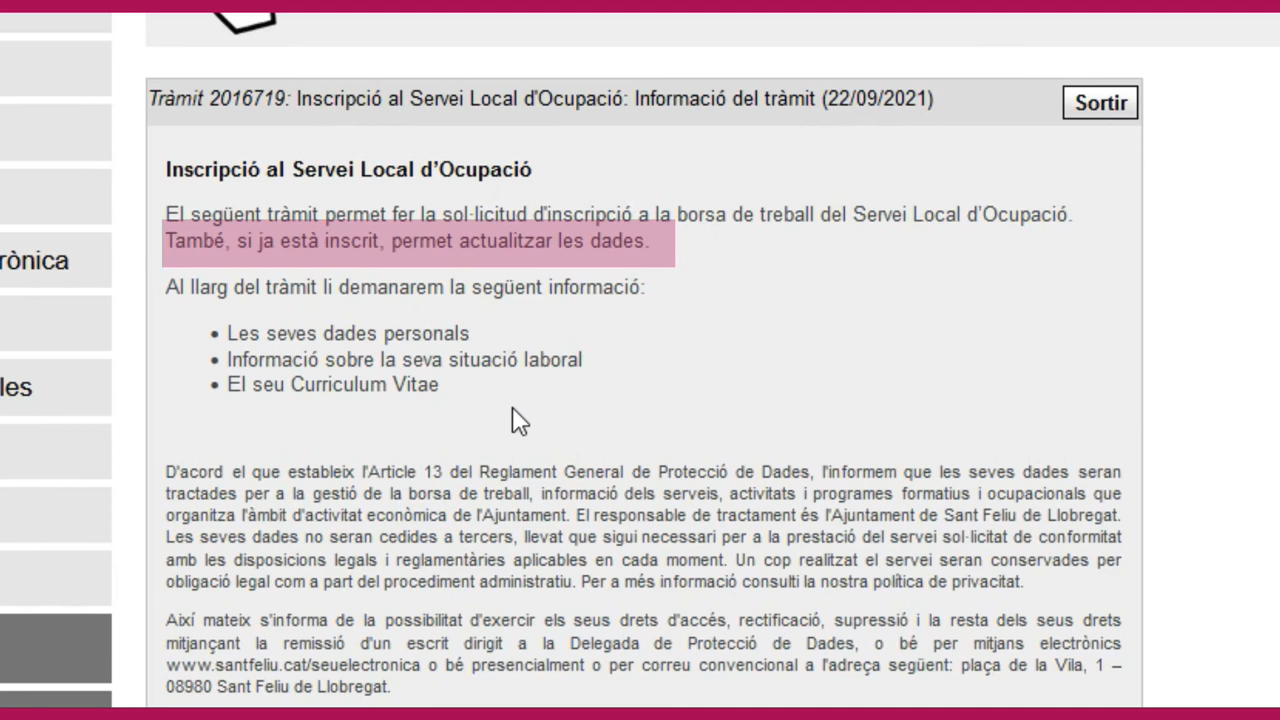 Tràmit 2016719: Inscripció al Servei Local d'Ocupació: Informació del tràmit (22/09/2021)
Sortir
Inscripció al Servei Local d'Ocupació
El següent tràmit permet fer la sol·licitud d'inscripció a la borsa de treball del Servei Local d'Ocupació.
També, si ja està inscrit, permet actualitzar les dades.
rònica
Al llarg del tràmit li demanarem la següent informació:
• Les seves dades personals
• Informació sobre la seva situació laboral
les
• El seu Curriculum Vitae
D'acord el que estableix l'Article 13 del Reglament General de Protecció de Dades, l'informem que les seves dades seran
tractades per a la gestió de la borsa de treball, informació dels serveis, activitats i programes formatius i ocupacionals que
organitza l'àmbit d'activitat econòmica de l'Ajuntament. El responsable de tractament és l'Ajuntament de Sant Feliu de Llobregat.
Les seves dades no seran cedides a tercers, llevat que sigui necessari per a la prestació del servei sol·licitat de conformitat
amb les disposicions legals i reglamentàries aplicables en cada moment. Un cop realitzat el servei seran conservades per
obligació legal com a part del procediment administratiu. Per a més informació consulti la nostra política de privacitat.
Així mateix s'informa de la possibilitat d'exercir els seus drets d'accés, rectificació, supressió i la resta dels seus drets
mitjançant la remissió d'un escrit dirigit a la Delegada de Protecció de Dades, o bé per mitjans electrònics
www.santfeliu.cat/seuelectronica o bé presencialment o per correu convencional a l'adreça següent: plaça de la Vila, 1 –
08980 Sant Feliu de Llobregat.